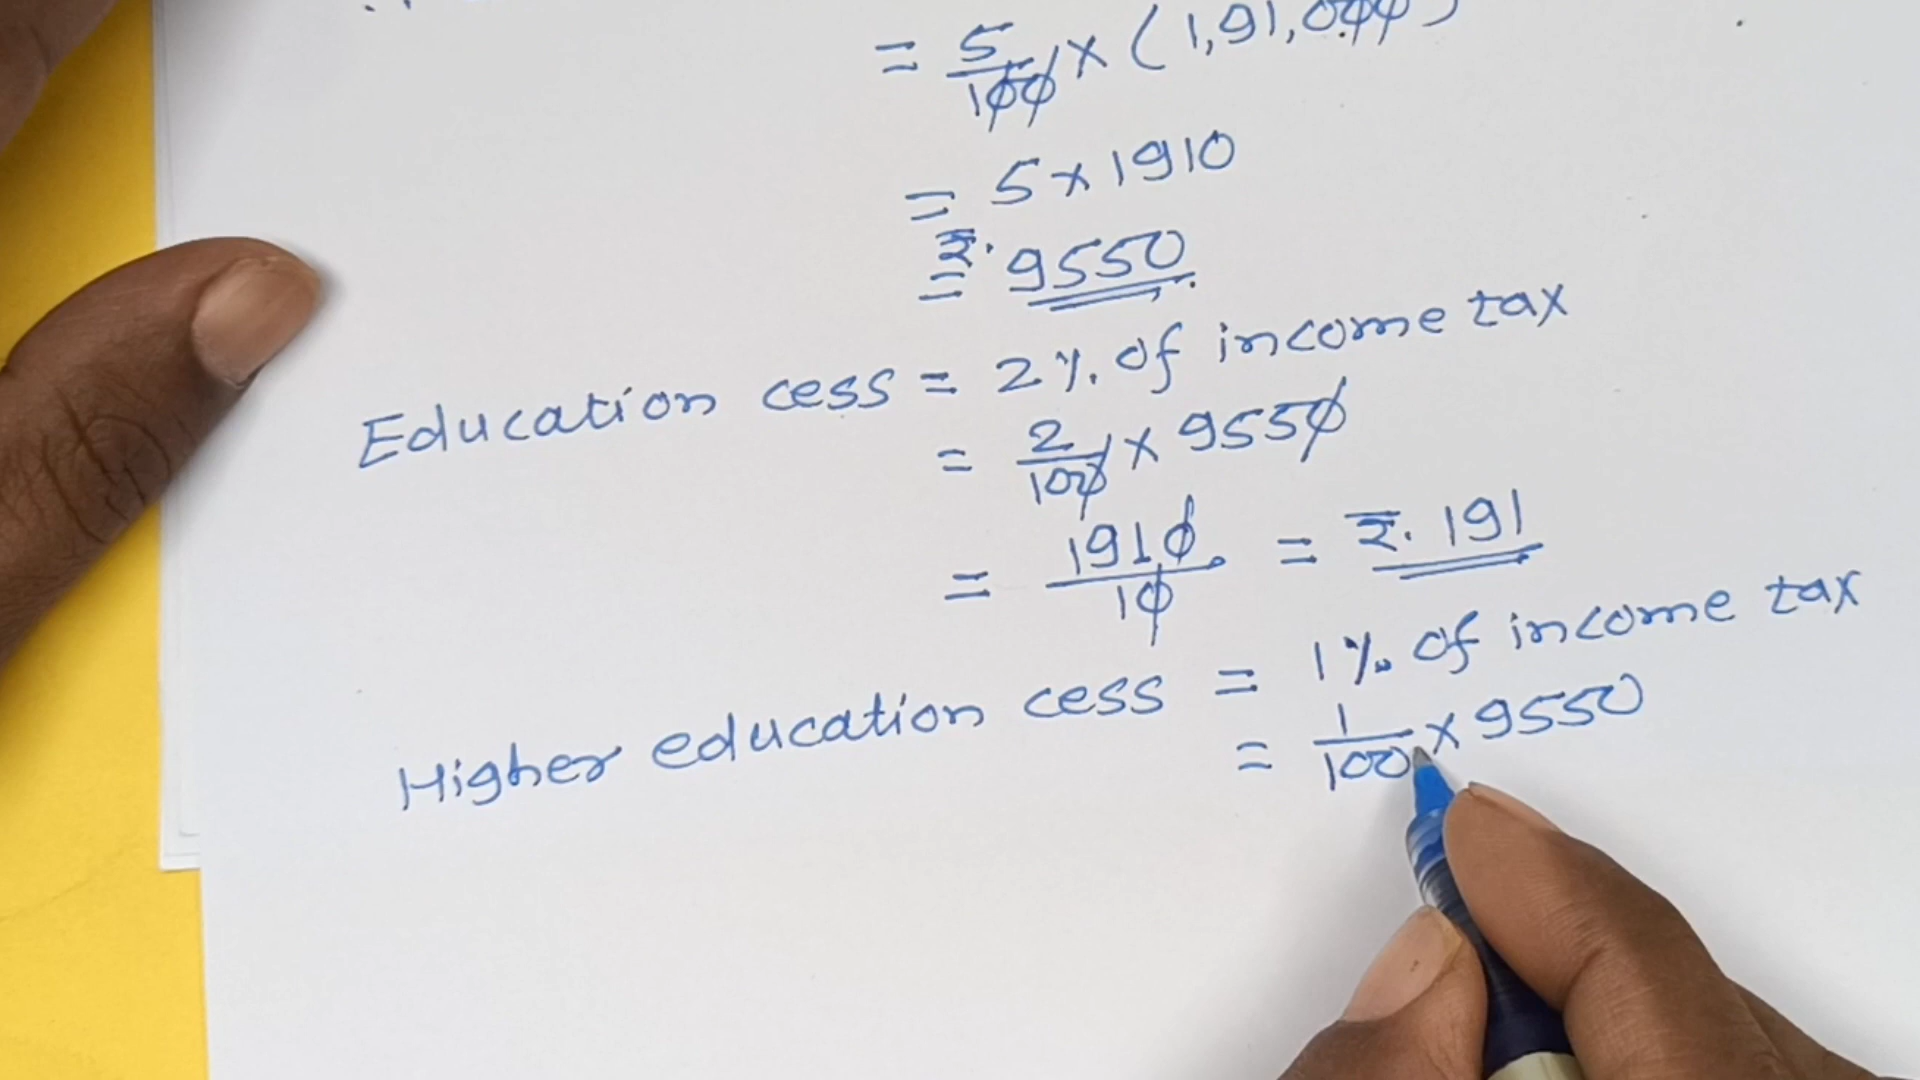 = 5/100 × (1,91,000)
= 5 × 1910
= ₹. 9550
Education cess = 2% of income tax
= 2/100 × 9550
= 1910/10 = ₹. 191
Higher education cess = 1% of income tax
= 1/100 × 9550